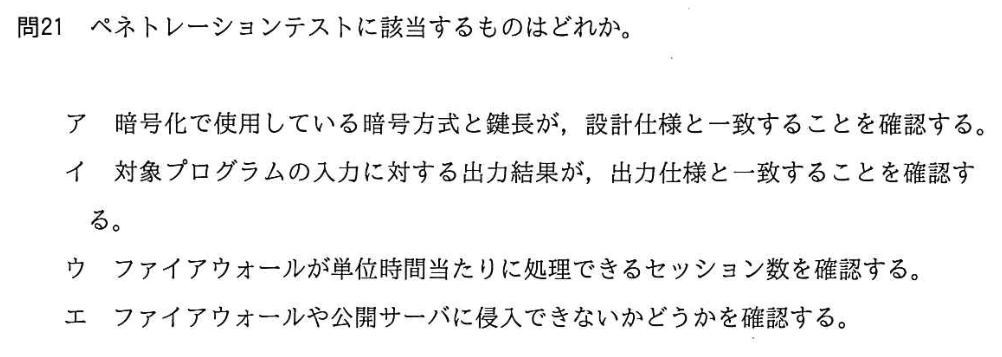 問21 ペネトレーションテストに該当するものはどれか。
ア 暗号化で使用している暗号方式と鍵長が，設計仕様と一致することを確認する。
イ 対象プログラムの入力に対する出力結果が，出力仕様と一致することを確認す
る。
ウ ファイアウォールが単位時間当たりに処理できるセッション数を確認する。
エ ファイアウォールや公開サーバに侵入できないかどうかを確認する。